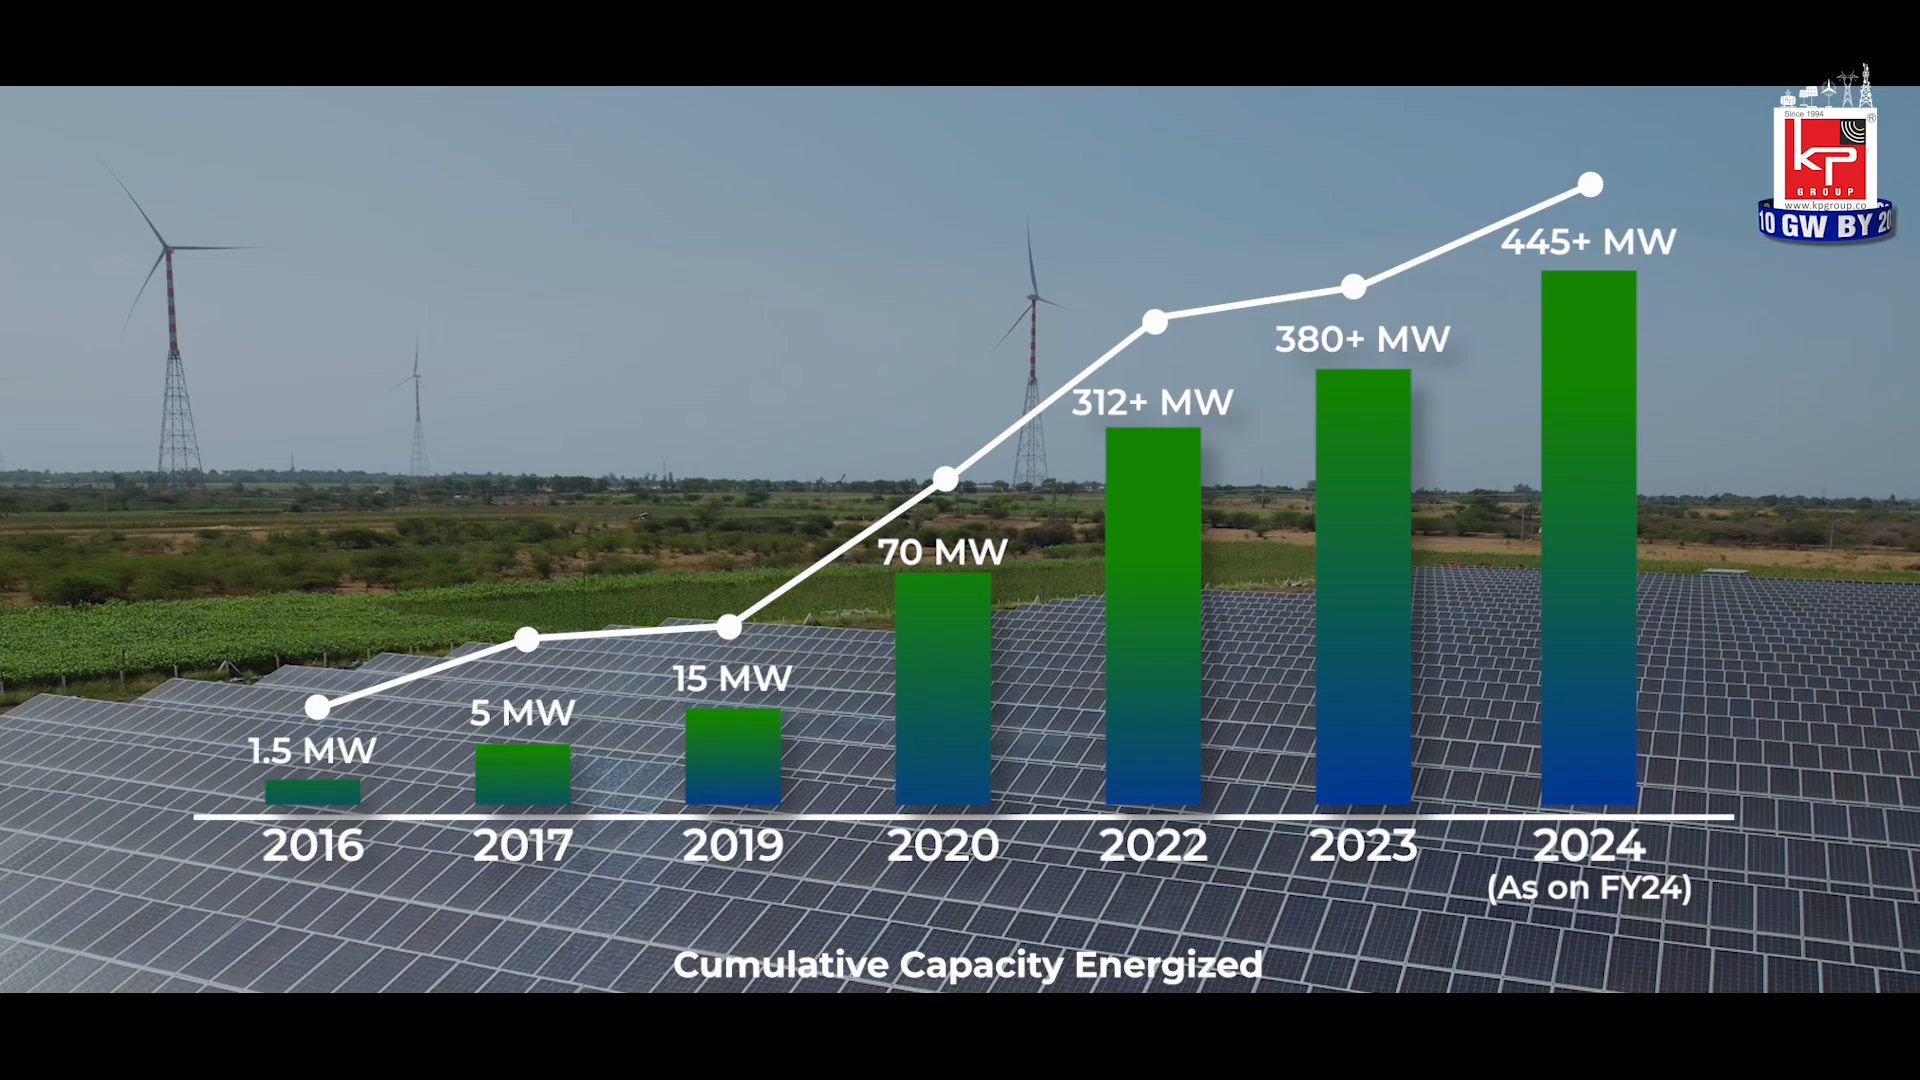 Since 1994
®
kp
GROUP
www.kpgroup.co
10 GW BY 20
445+ MW
380+ MW
312+ MW
70 MW
15 MW
5 MW
1.5 MW
2016 2017 2019 2020 2022 2023 2024
(As on FY24)
Cumulative Capacity Energized